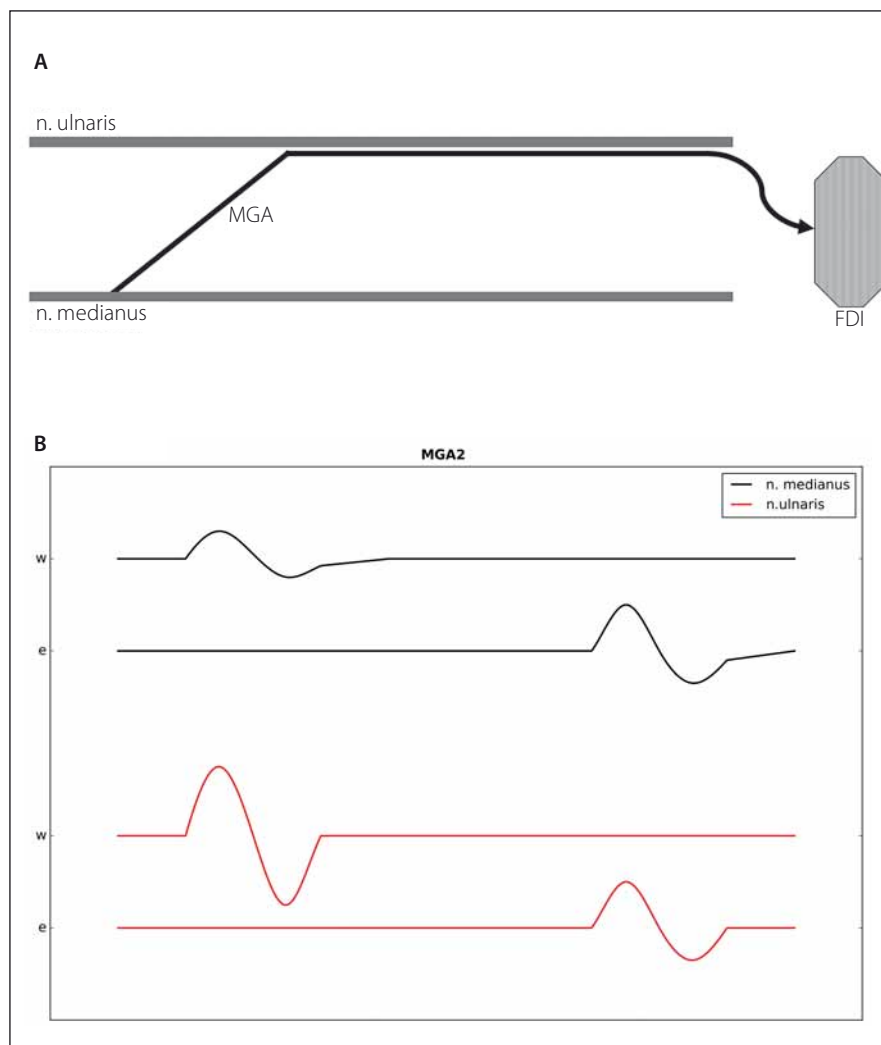 A
n. ulnaris
MGA
n. medianus
FDI
B
MGA2
n. medianus
n.ulnaris
w
e
w
e